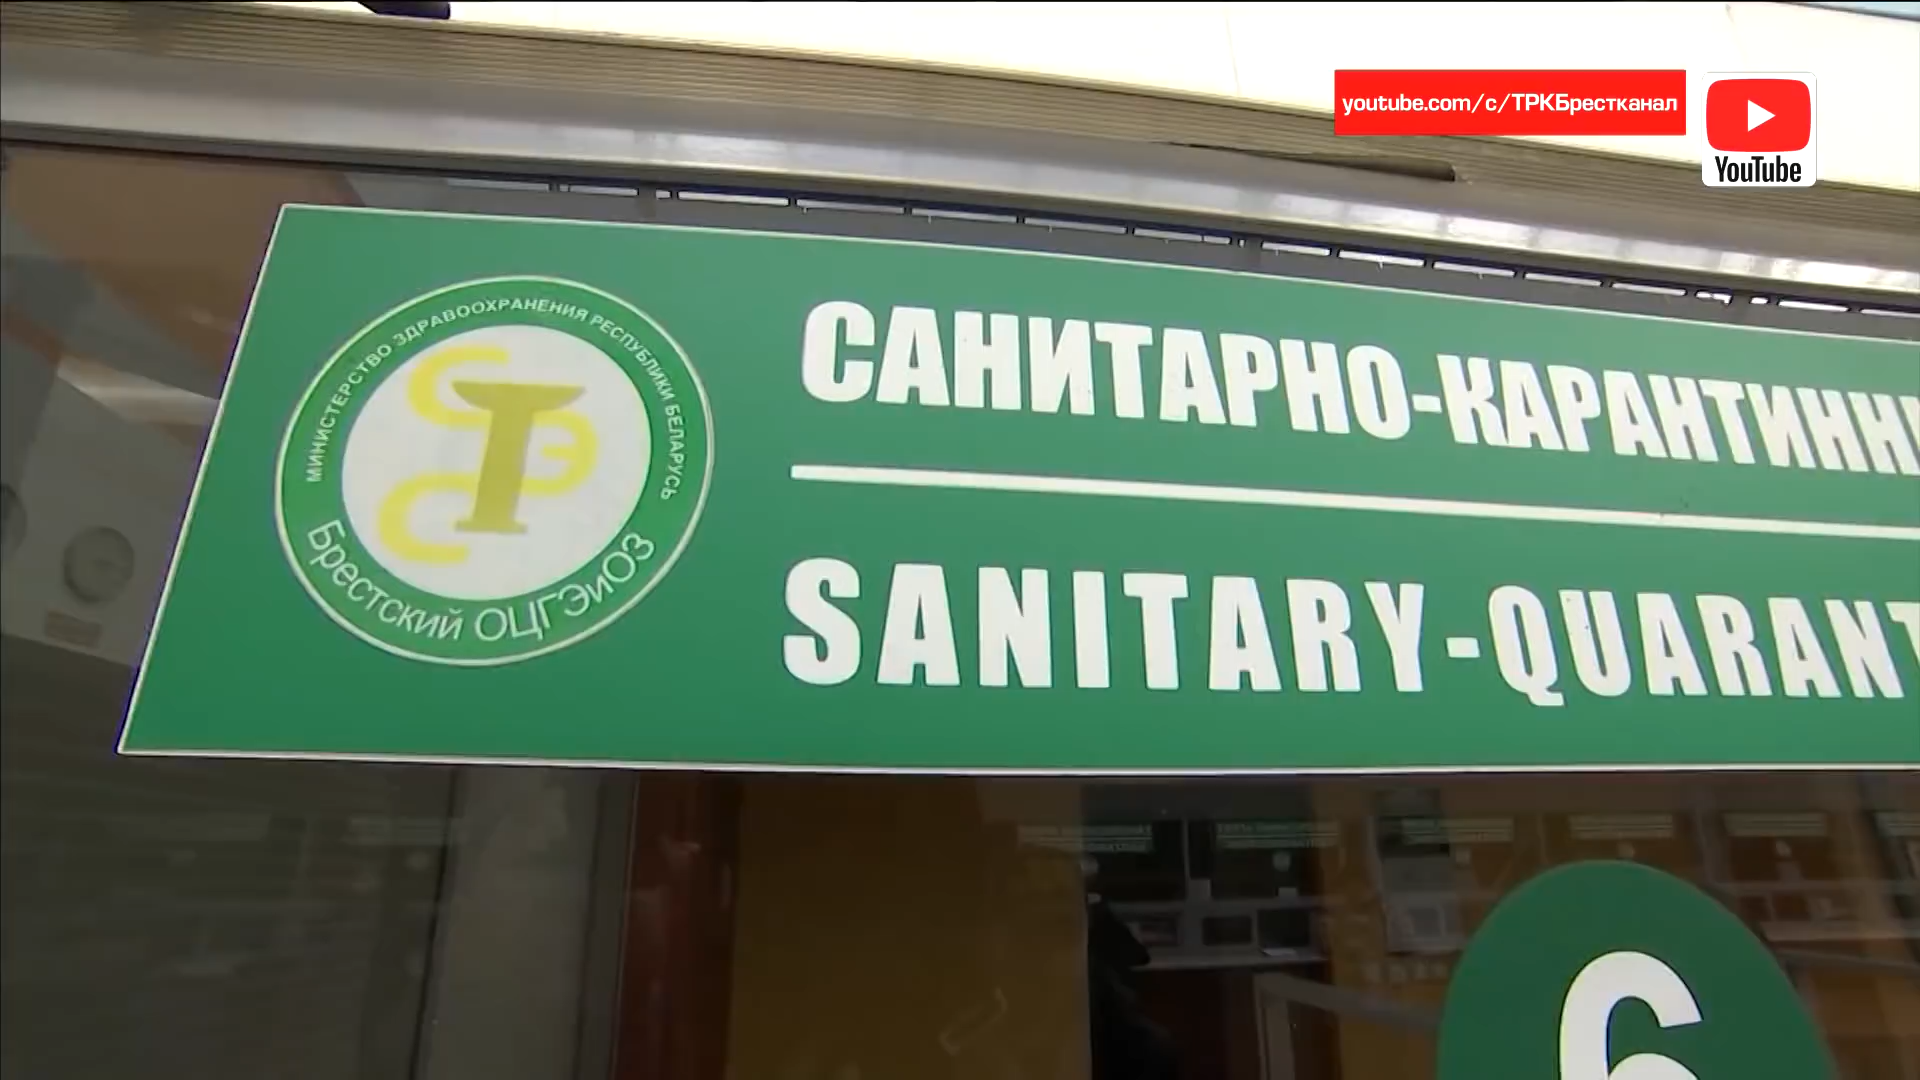 youtube.com/c/ТРКБрестканал
YouTube
МИНИСТЕРСТВО ЗДРАВООХРАНЕНИЯ РЕСПУБЛИКИ БЕЛАРУСЬ
СЭС
Брестский ОЦГЭиОЗ
САНИТАРНО-КАРАНТИНН
SANITARY-QUARANT
6